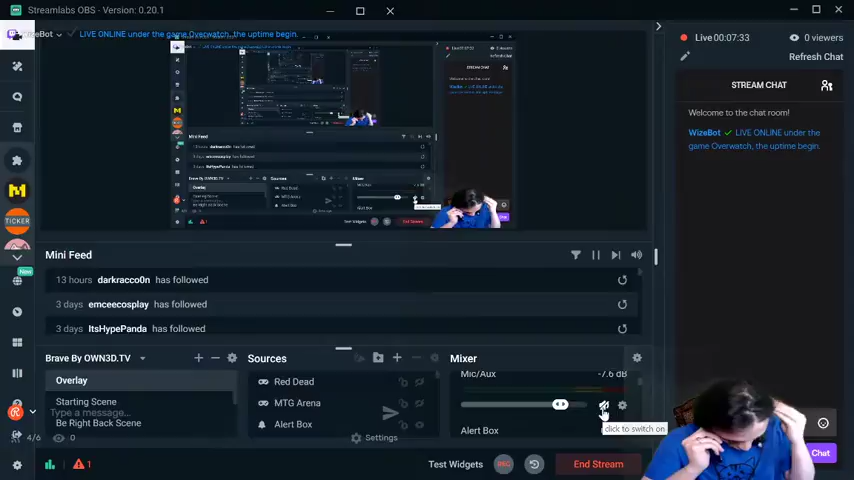 Streamlabs OBS - Version: 0.20.1
LIVE ONLINE under the game Overwatch, the uptime begin.
Live 00:07:33
0 viewers
Refresh Chat
STREAM CHAT
Welcome to the chat room!
WizeBot LIVE ONLINE under the
game Overwatch, the uptime begin.
Mini Feed
13 hours darkracco0n has followed
3 days emceecosplay has followed
3 days ItsHypePanda has followed
New
TICKER
Brave By OWN3D.TV
Sources
Mixer
Overlay
Starting Scene
Type a message...
Be Right Back Scene
4/6
0
Red Dead
MTG Arena
Alert Box
Settings
Mic/Aux
-7.6 dB
click to switch on
Alert Box
Chat
1
Test Widgets
REC
End Stream